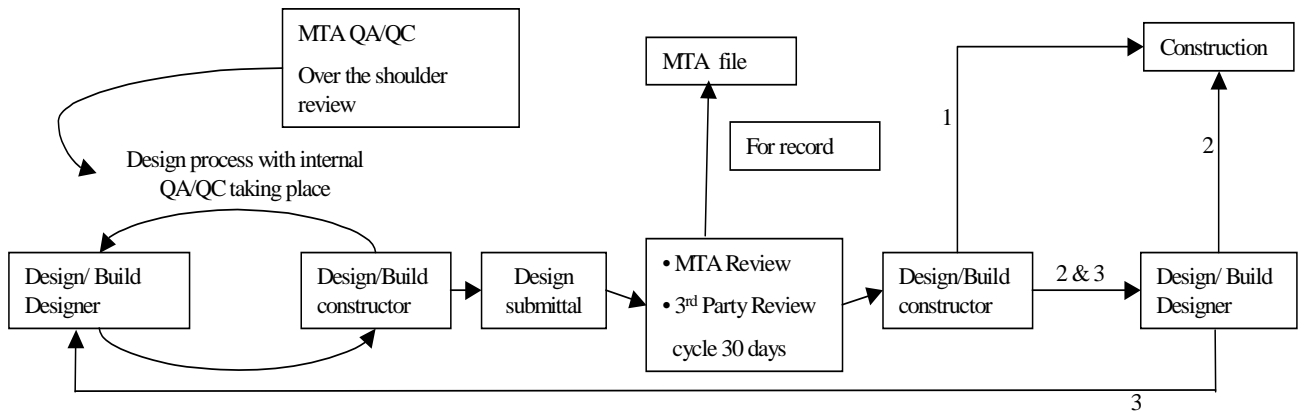 MTA QA/QC
Over the shoulder
review
MTA file
Construction
1
For record
2
Design process with internal
QA/QC taking place
Design/ Build
Designer
Design/Build
constructor
Design
submittal
• MTA Review
• 3rd Party Review
cycle 30 days
Design/Build
constructor
2 & 3
Design/ Build
Designer
3